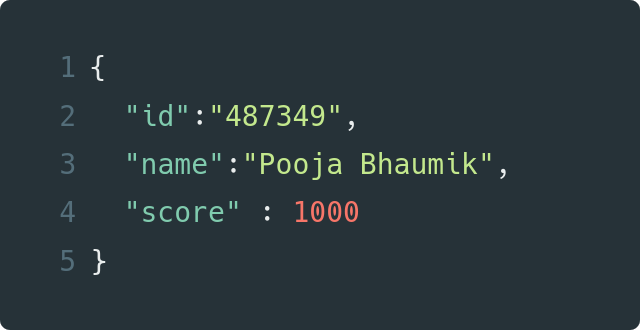 1 {
2 "id":"487349",
3 "name":"Pooja Bhaumik",
4 "score" : 1000
5 }